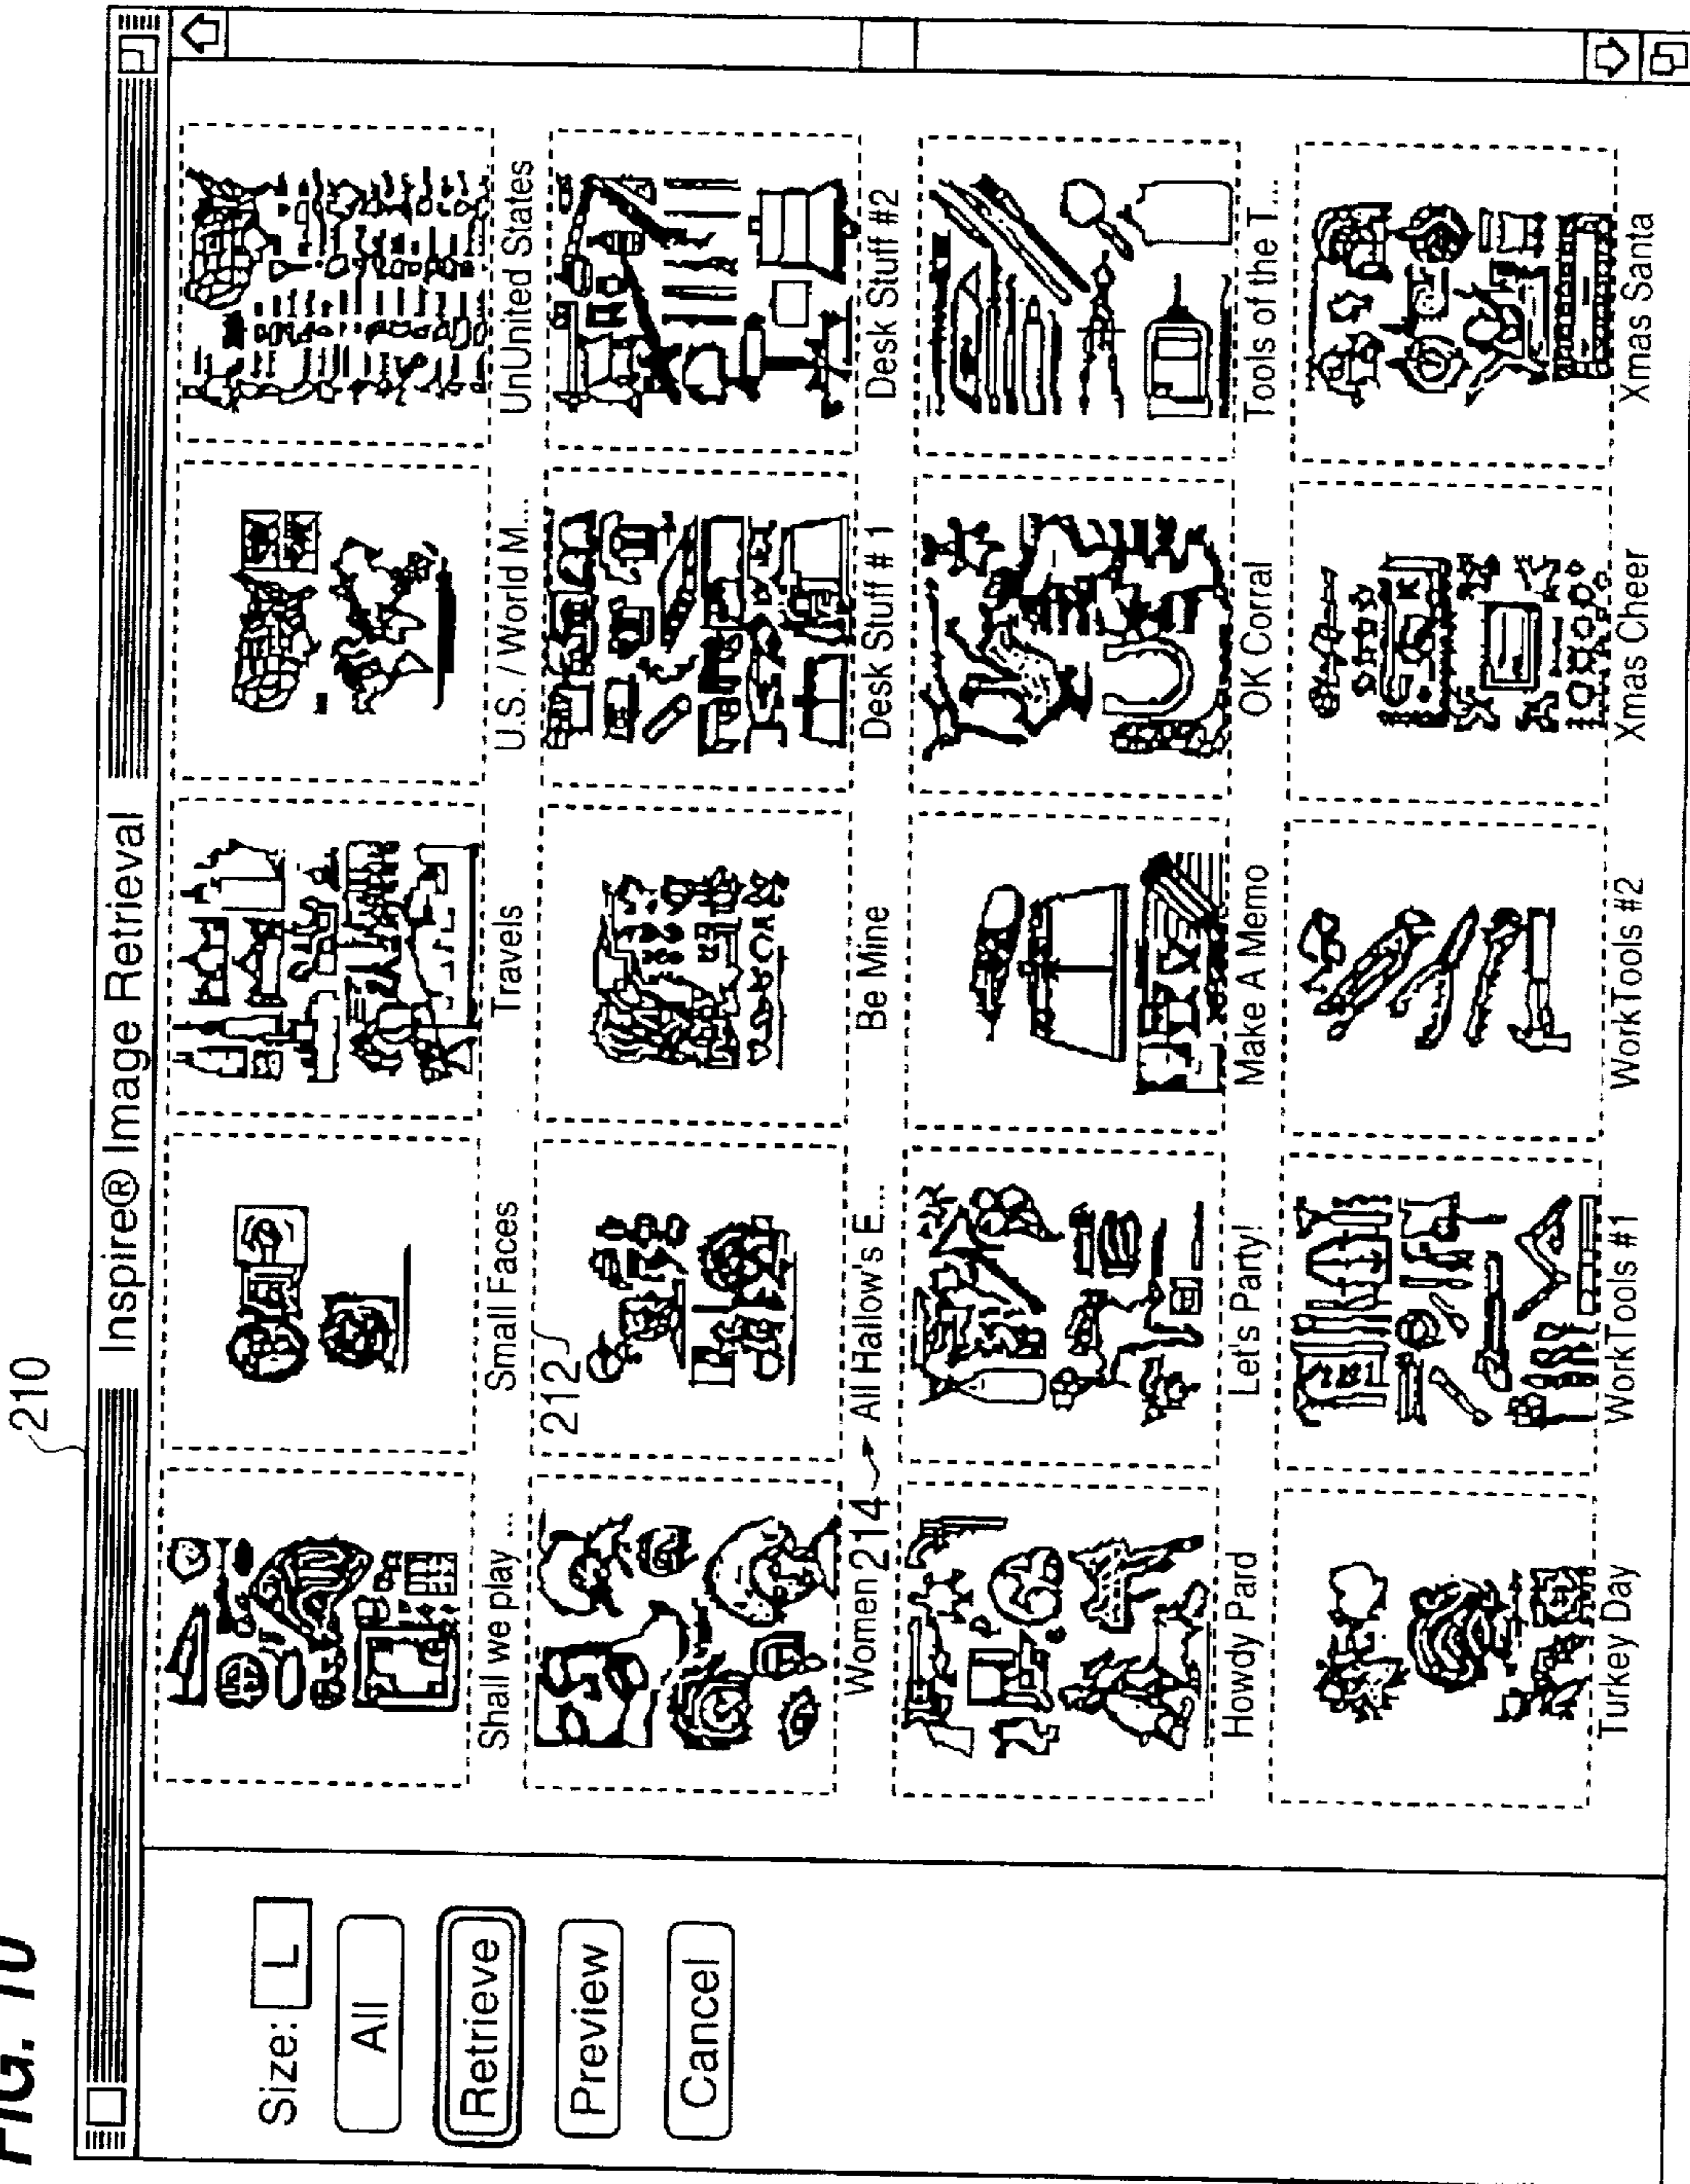 FIG. 10
210
Inspire® Image Retrieval
Size: L
All
Retrieve
Preview
Cancel
Shall we play ...
Small Faces
Travels
U.S. / World M...
UnUnited States
212
Women
214
All Hallow's E...
Be Mine
Desk Stuff # 1
Desk Stuff #2
Howdy Pard
Let's Party!
Make A Memo
OK Corral
Tools of the T...
Turkey Day
WorkTools #1
WorkTools #2
Xmas Cheer
Xmas Santa